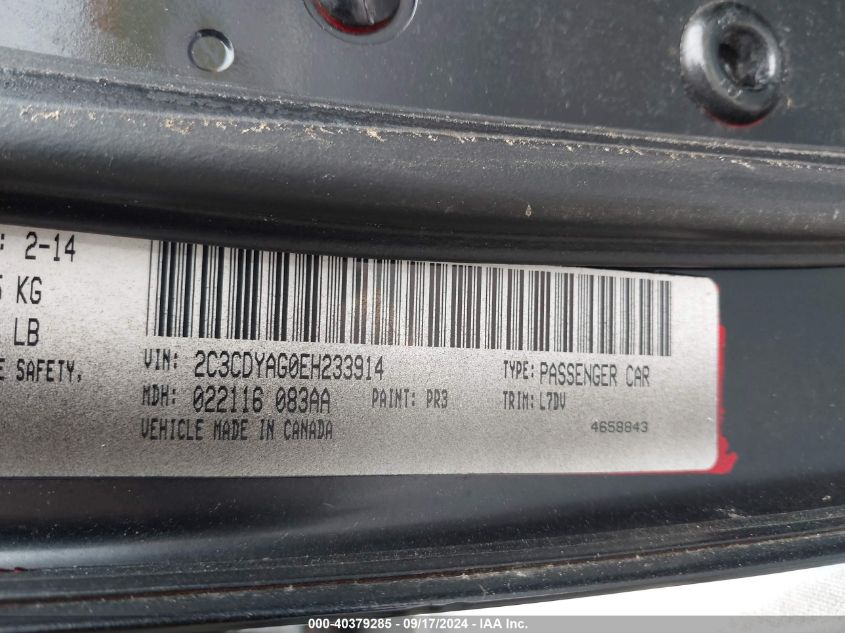 : 2-14
KG
LB
E SAFETY,
VIN: 2C3CDYAG0EH233914
TYPE: PASSENGER CAR
MDH: 022116 083AA
PAINT: PR3
TRIM: L7DV
VEHICLE MADE IN CANADA
4658843
000-40379285 - 09/17/2024 - IAA Inc.